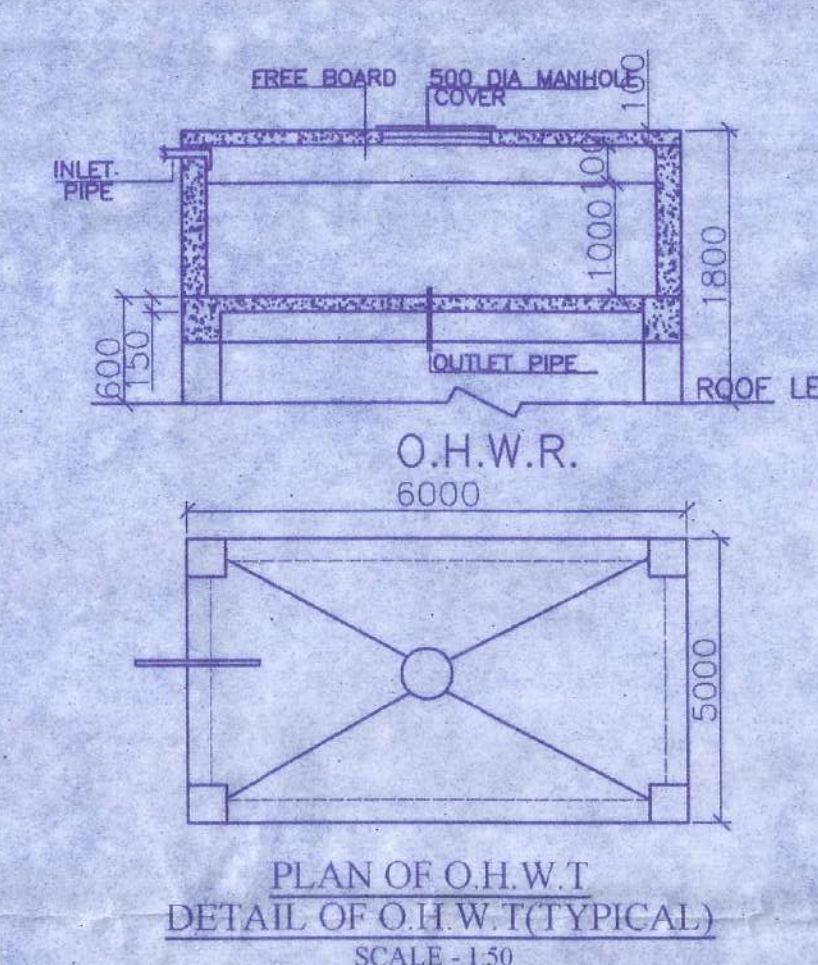 FREE BOARD
500 DIA MANHOLE
COVER
100
INLET
PIPE
100
1000
1800
600
150
OUTLET PIPE
ROOF LE
O.H.W.R.
6000
5000
PLAN OF O.H.W.T
DETAIL OF O.H.W.T(TYPICAL)
SCALE - 1:50